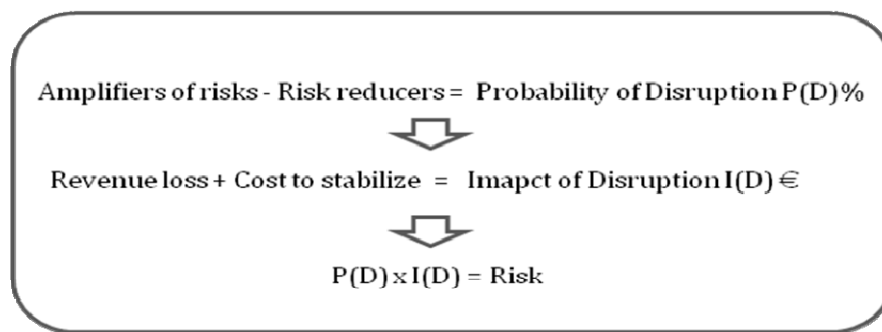 Amplifiers of risks - Risk reducers = Probability of Disruption P(D)%
Revenue loss + Cost to stabilize = Imapct of Disruption I(D) €
P(D) x I(D) = Risk